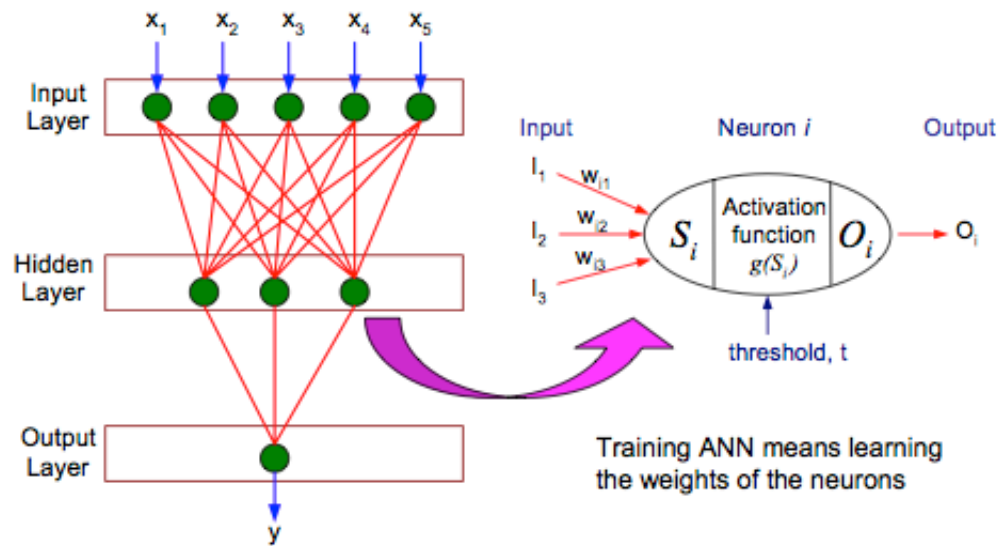 x₁ x₂ x₃ x₄ x₅
Input
Layer
Hidden
Layer
Output
Layer
y
Input Neuron i Output
I₁ wᵢ₁
I₂ wᵢ₂
I₃ wᵢ₃
Sᵢ
Activation
function
g(Sᵢ)
Oᵢ
Oᵢ
threshold, t
Training ANN means learning
the weights of the neurons